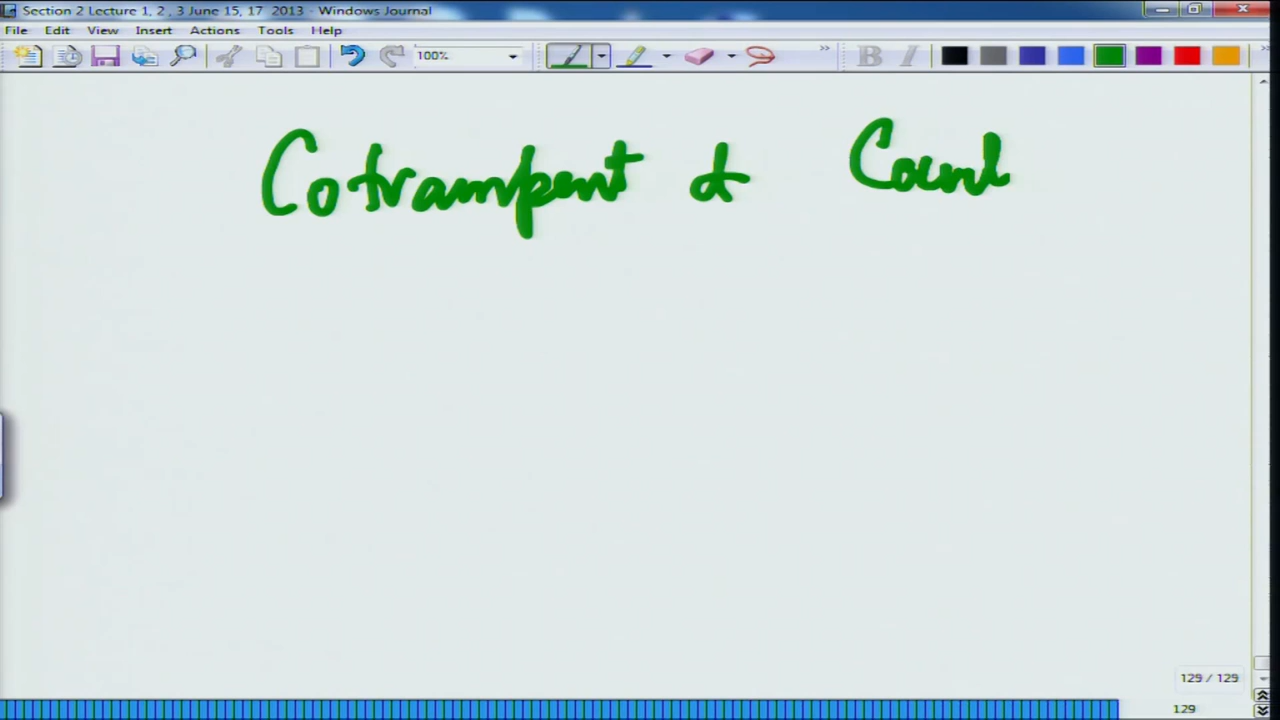 Section 2 Lecture 1, 2 , 3 June 15, 17 2013 - Windows Journal
File Edit View Insert Actions Tools Help
100% B I
Cotranspent & Count
129 / 129
129